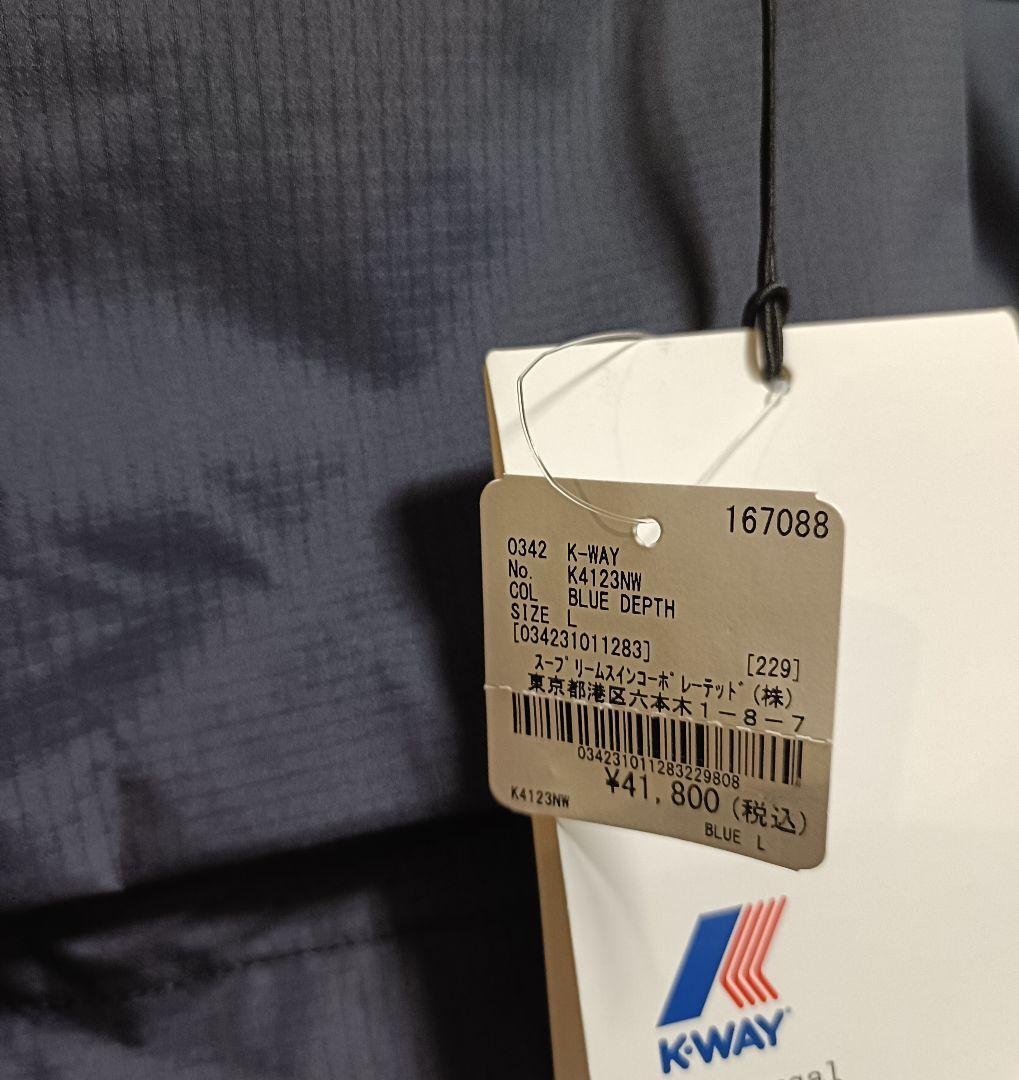 167088
0342 K-WAY
No. K4123NW
COL BLUE DEPTH
SIZE L
[034231011283] [229]
ｽｰﾌﾟﾘｰﾑｽｲﾝｺｰﾎﾟﾚｰﾃｯﾄﾞ(株)
東京都港区六本木1-8-7
034231011283229808
¥41,800(税込)
K4123NW
BLUE L
K-WAY